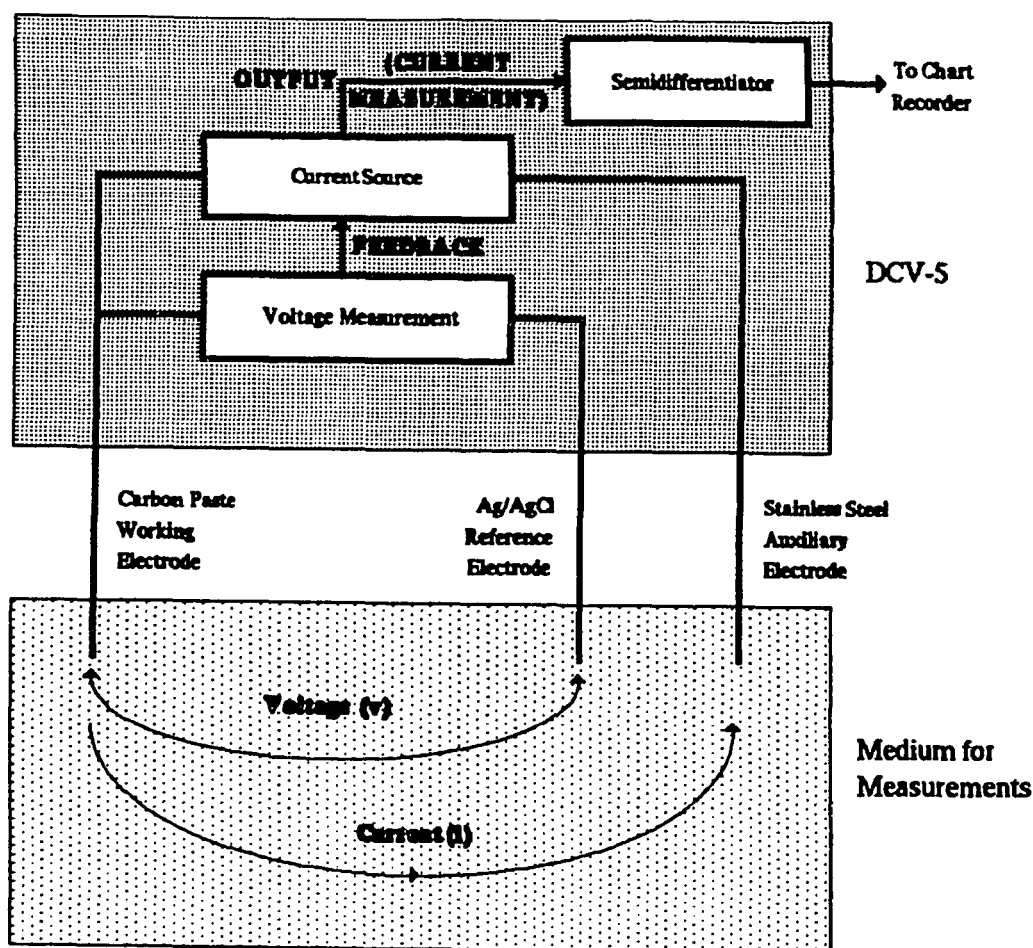 (CURRENT
OUTPUT
MEASUREMENT)
Semidifferentiator
To Chart
Recorder
Current Source
FEEDBACK
Voltage Measurement
DCV-5
Carbon Paste
Working
Electrode
Ag/AgCl
Reference
Electrode
Stainless Steel
Auxiliary
Electrode
Voltage (v)
Current (i)
Medium for
Measurements